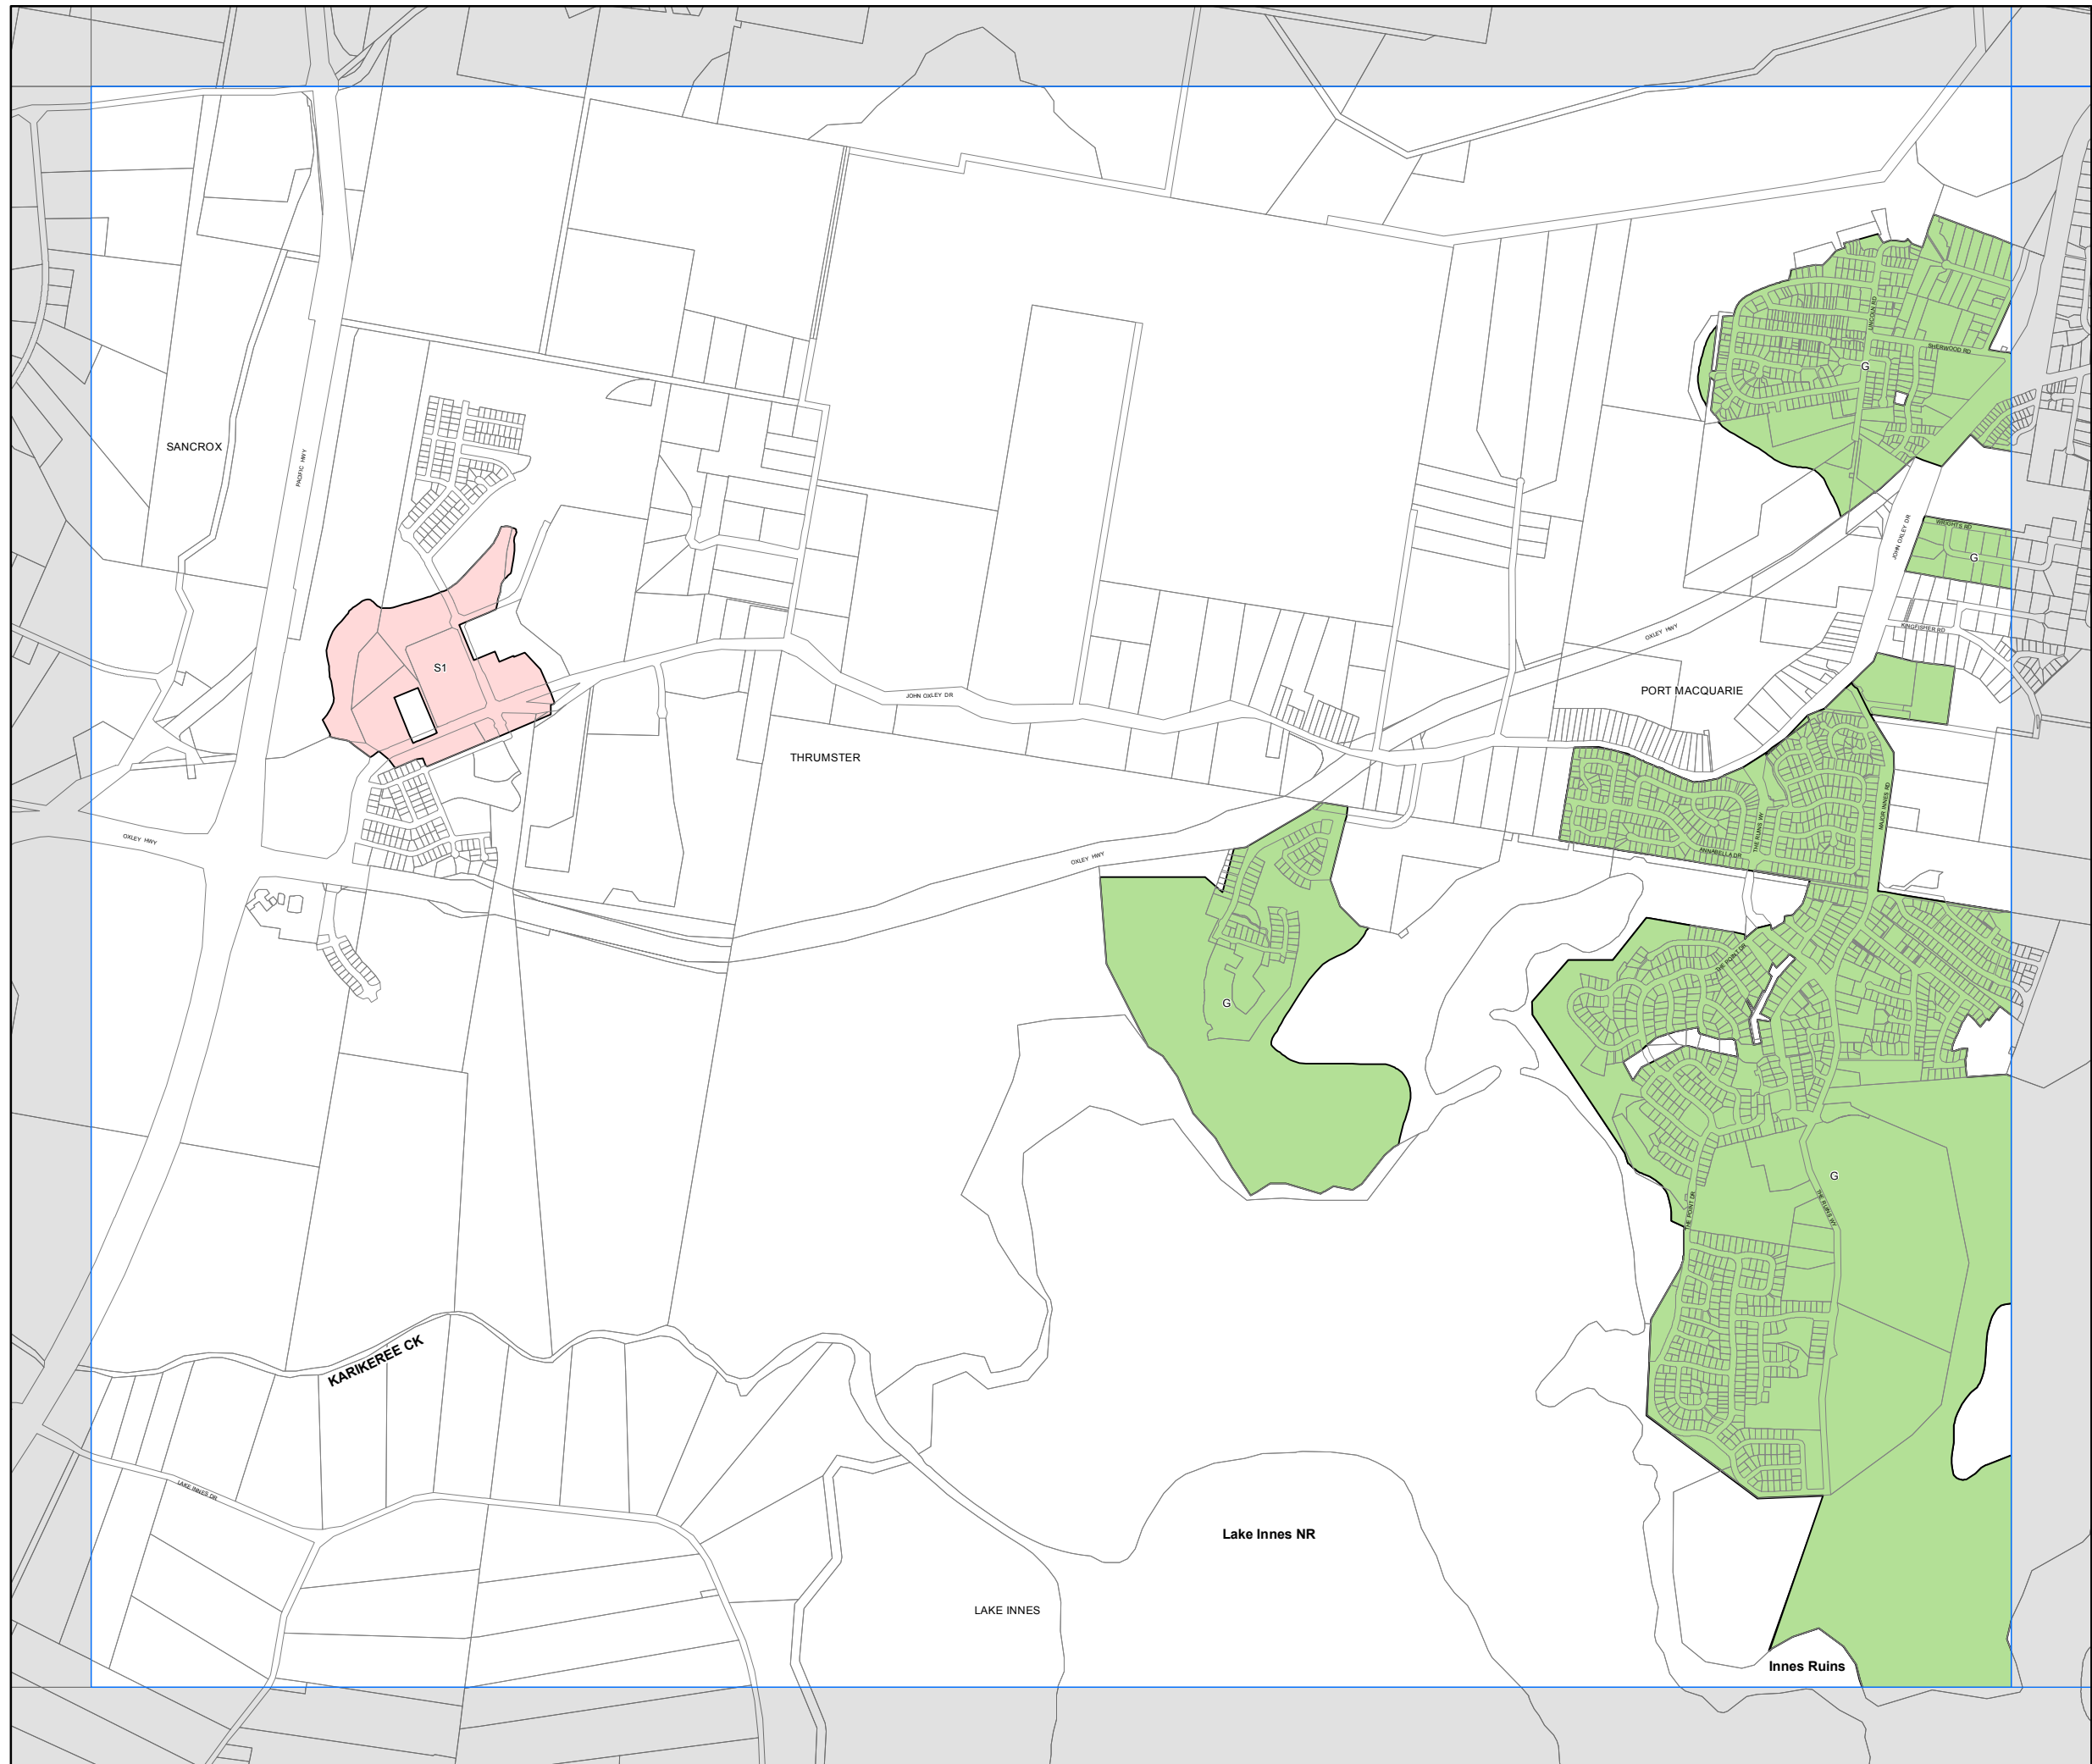 LINCOLN RD
SHERWOOD RD
G
SANCROX
PACIFIC HWY
WRIGHTS RD
JOHN OXLEY DR
G
KINGFISHER RD
OXLEY HWY
S1
PORT MACQUARIE
JOHN OXLEY DR
THRUMSTER
MAJOR INNES RD
THE RUINS WY
OXLEY HWY
ANNABELLA DR
OXLEY HWY
THE POINT DR
G
G
THE POINT DR
THE RUINS WY
KARIKEREE CK
LAKE INNES DR
Lake Innes NR
LAKE INNES
Innes Ruins